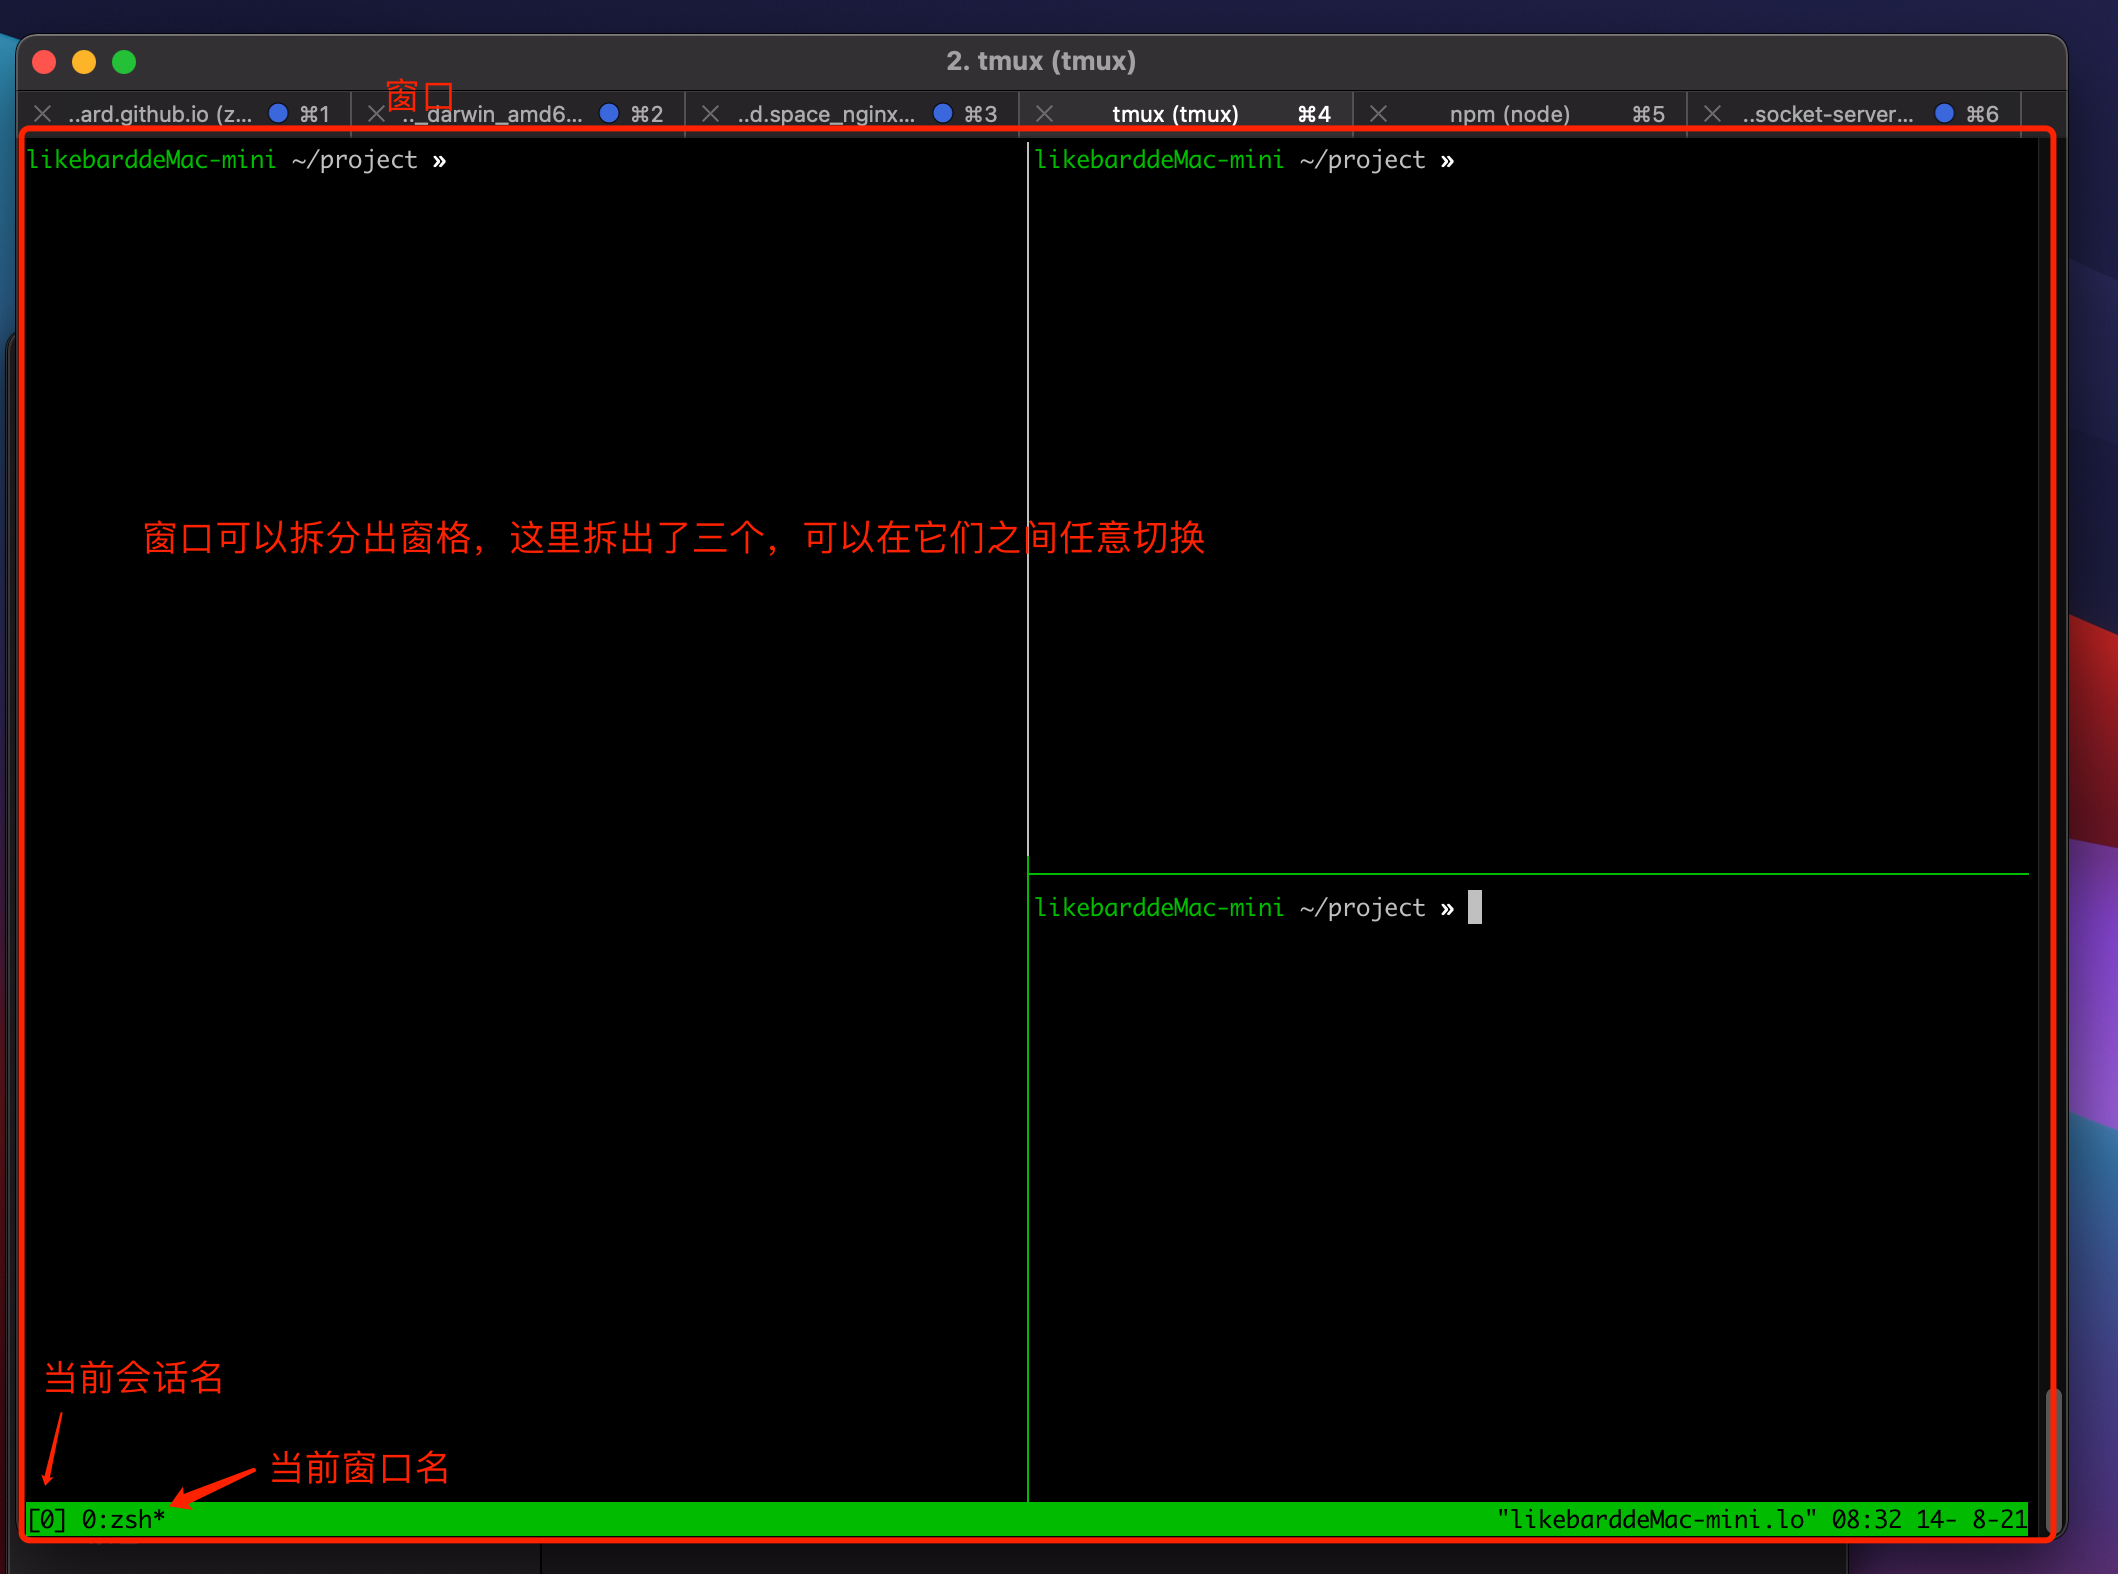 2. tmux (tmux)
窗口
..ard.github.io (z... ⌘1
.._darwin_amd6... ⌘2
..d.space_nginx... ⌘3
tmux (tmux) ⌘4
npm (node) ⌘5
..socket-server... ⌘6
likebarddeMac-mini ~/project »
likebarddeMac-mini ~/project »
窗口可以拆分出窗格，这里拆出了三个，可以在它们之间任意切换
likebarddeMac-mini ~/project »
当前会话名
当前窗口名
[0] 0:zsh*
"likebarddeMac-mini.lo" 08:32 14- 8-21